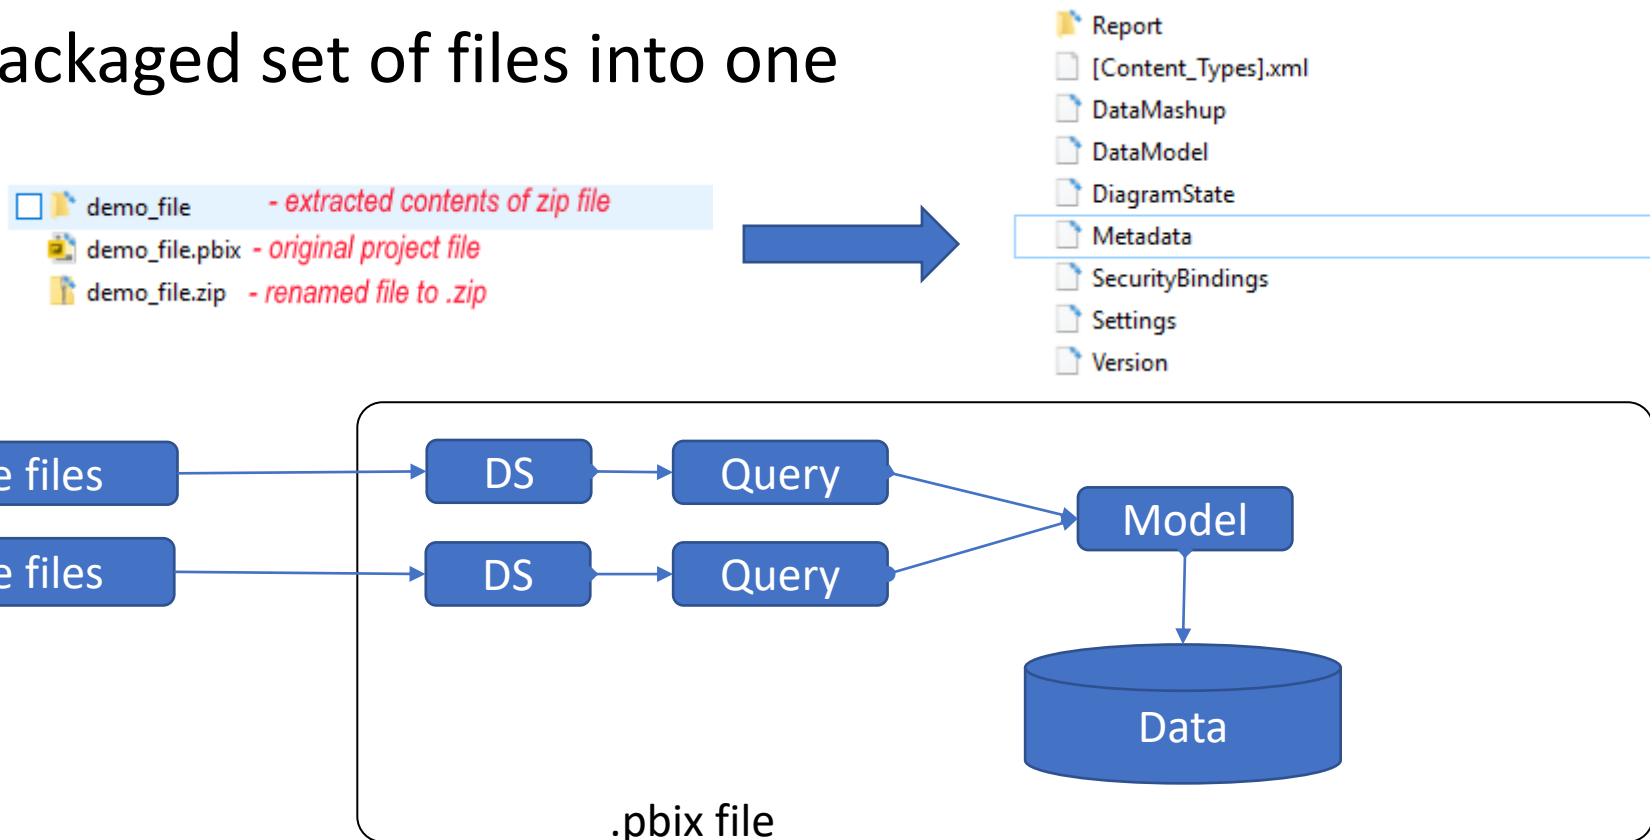 ackaged set of files into one
demo_file - extracted contents of zip file
demo_file.pbix - original project file
demo_file.zip - renamed file to .zip
Report
[Content_Types].xml
DataMashup
DataModel
DiagramState
Metadata
SecurityBindings
Settings
Version
e files
DS
Query
e files
DS
Query
Model
Data
.pbix file